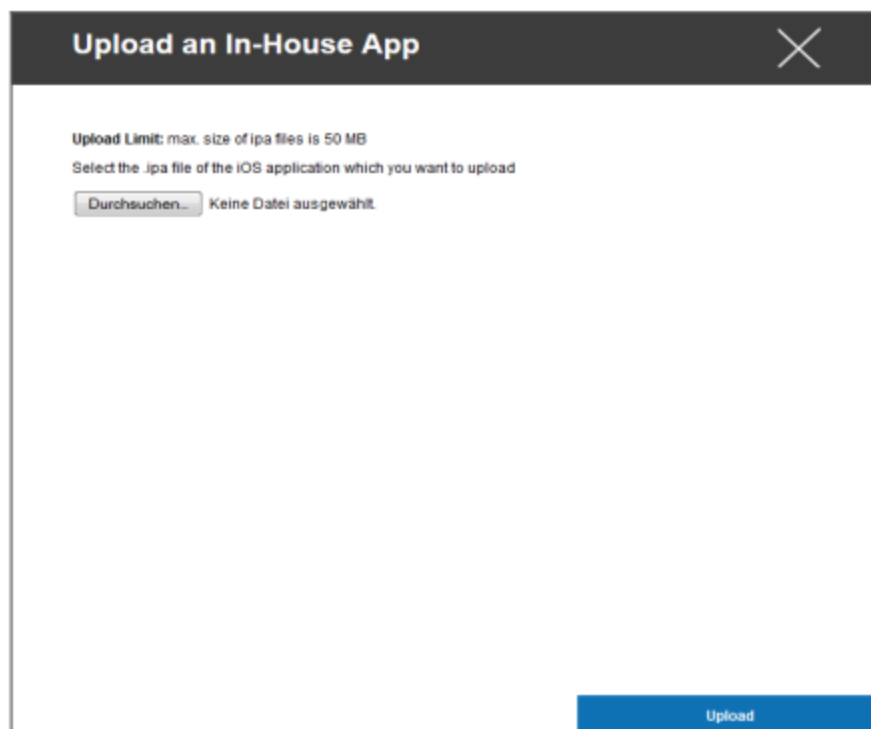 Upload an In-House App
Upload Limit: max. size of ipa files is 50 MB
Select the .ipa file of the iOS application which you want to upload
Durchsuchen... Keine Datei ausgewählt.
Upload